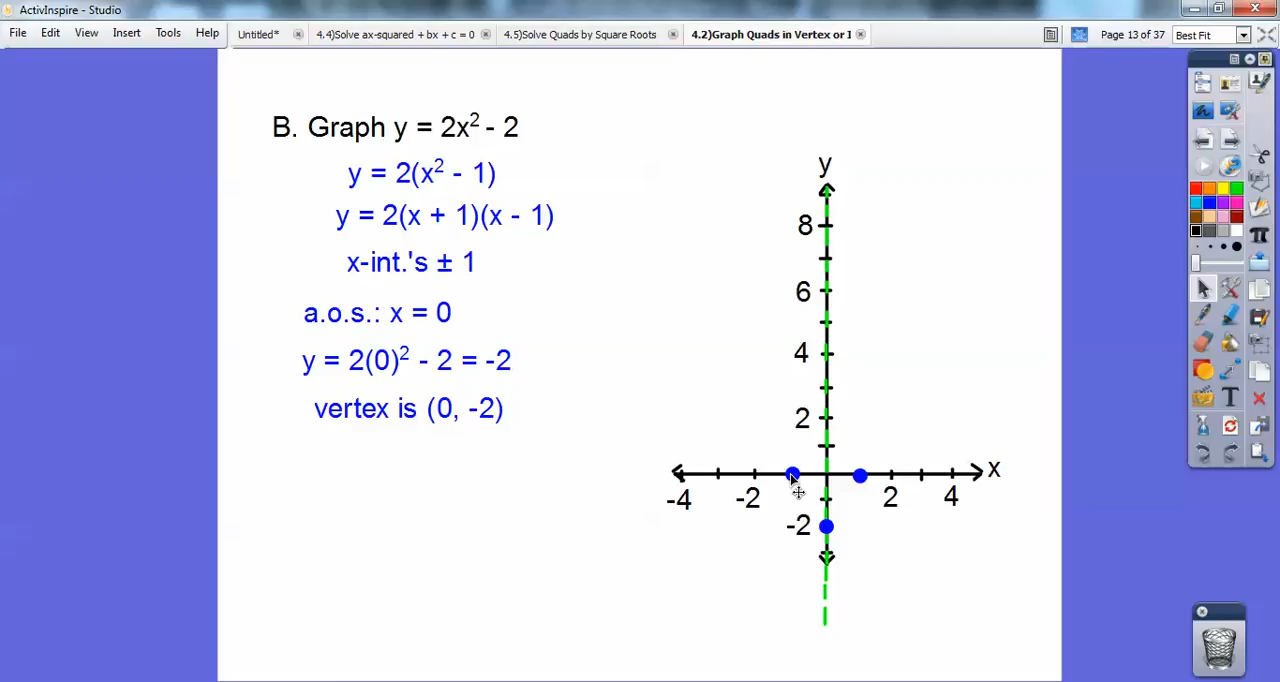 ActivInspire - Studio
File Edit View Insert Tools Help
Untitled* 4.4)Solve ax-squared + bx + c = 0 4.5)Solve Quads by Square Roots 4.2)Graph Quads in Vertex or I Page 13 of 37 Best Fit
B. Graph y = 2x² - 2
y = 2(x² - 1)
y = 2(x + 1)(x - 1)
x-int.'s ± 1
a.o.s.: x = 0
y = 2(0)² - 2 = -2
vertex is (0, -2)
y
8
6
4
2
x
-4 -2 2 4
-2